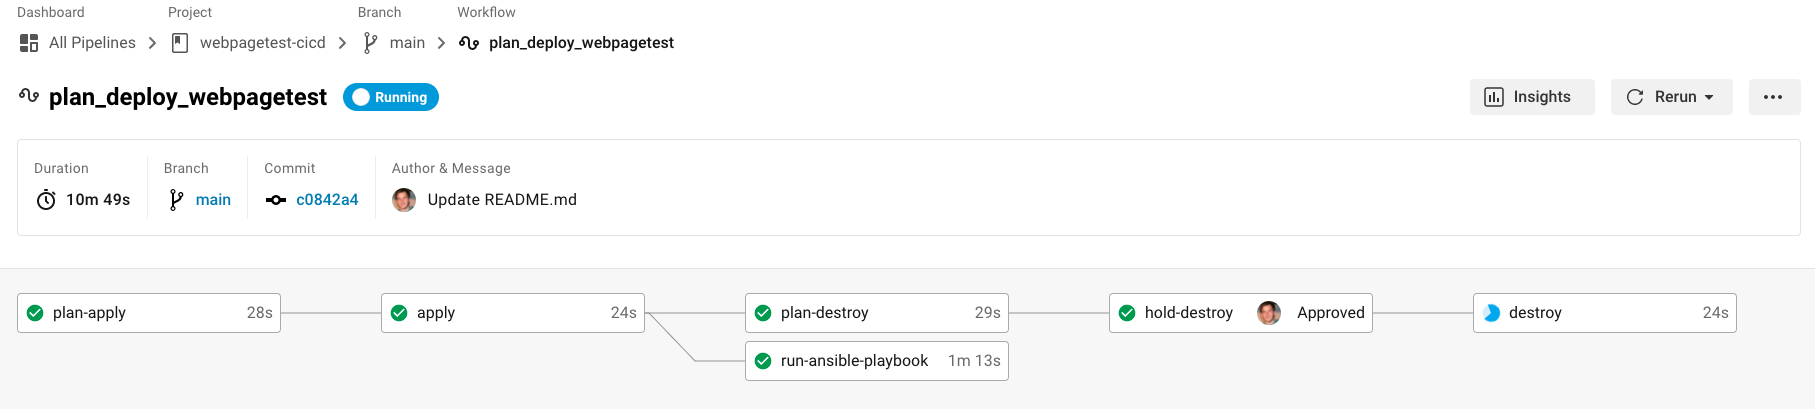 Dashboard Project Branch Workflow
All Pipelines webpagetest-cicd main plan_deploy_webpagetest
plan_deploy_webpagetest Running Insights Rerun
Duration Branch Commit Author & Message
10m 49s main c0842a4 Update README.md
plan-apply 28s apply 24s plan-destroy 29s hold-destroy Approved destroy 24s
run-ansible-playbook 1m 13s